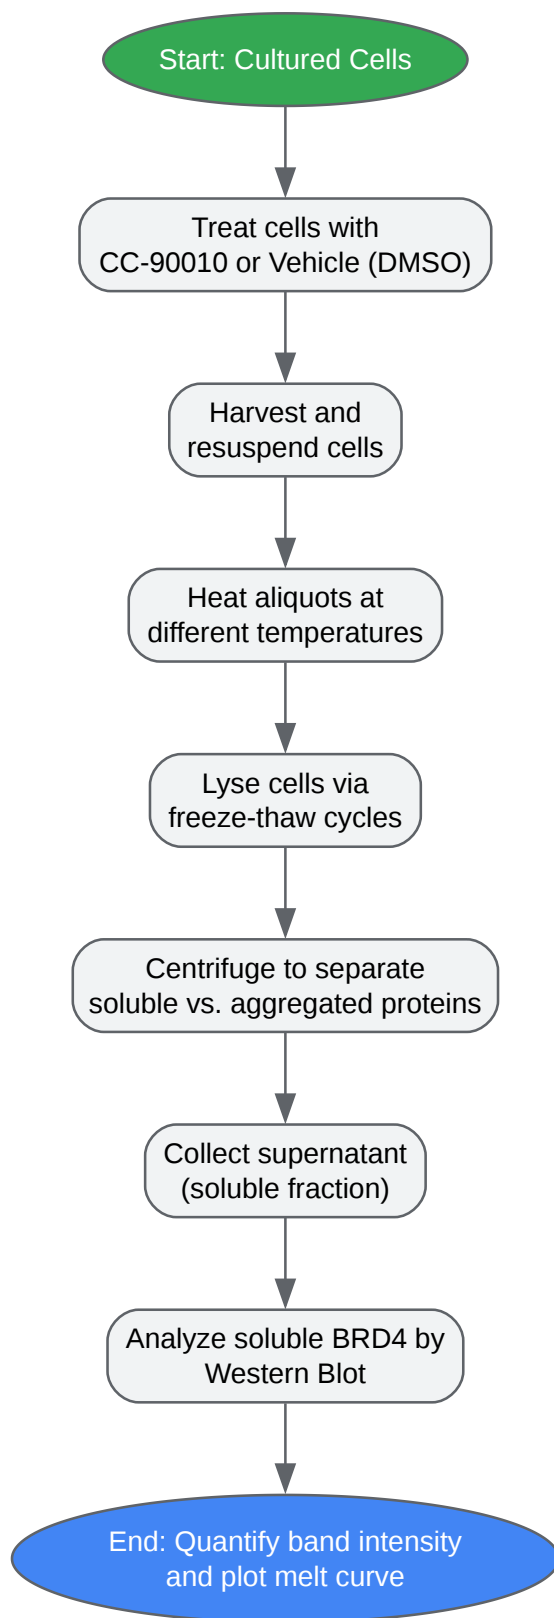 Start: Cultured Cells
Treat cells with
CC-90010 or Vehicle (DMSO)
Harvest and
resuspend cells
Heat aliquots at
different temperatures
Lyse cells via
freeze-thaw cycles
Centrifuge to separate
soluble vs. aggregated proteins
Collect supernatant
(soluble fraction)
Analyze soluble BRD4 by
Western Blot
End: Quantify band intensity
and plot melt curve